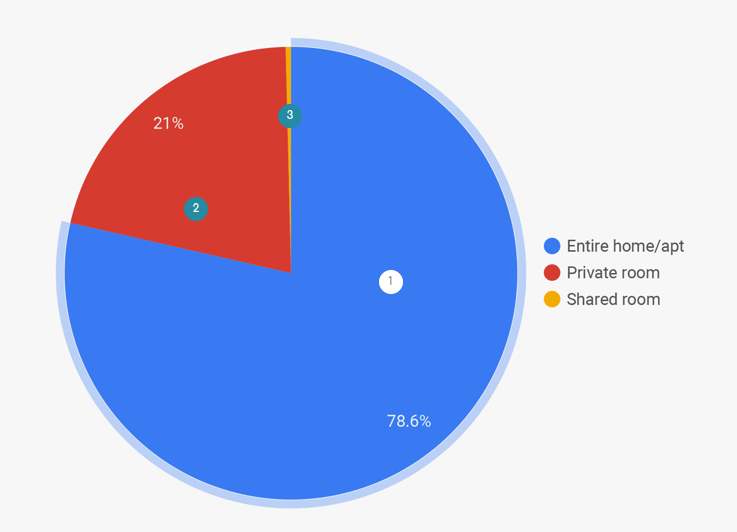 3
21%
2
1
78.6%
Entire home/apt
Private room
Shared room